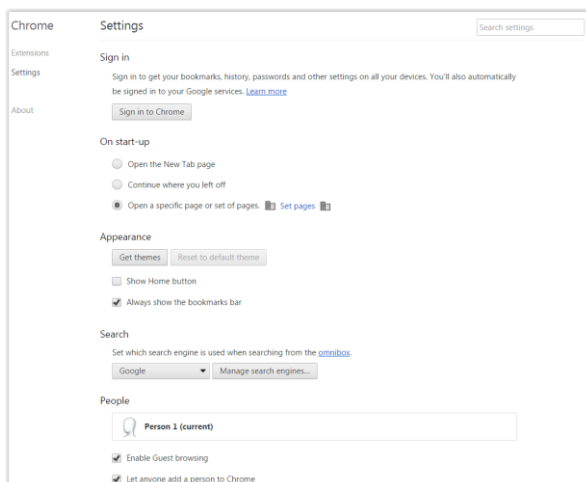 Chrome
Settings
Search settings
Extensions
Settings
About
Sign in
Sign in to get your bookmarks, history, passwords and other settings on all your devices. You'll also automatically
be signed in to your Google services. Learn more
Sign in to Chrome
On start-up
Open the New Tab page
Continue where you left off
Open a specific page or set of pages. Set pages
Appearance
Get themes Reset to default theme
Show Home button
Always show the bookmarks bar
Search
Set which search engine is used when searching from the omnibox.
Google Manage search engines...
People
Person 1 (current)
Enable Guest browsing
Let anyone add a person to Chrome